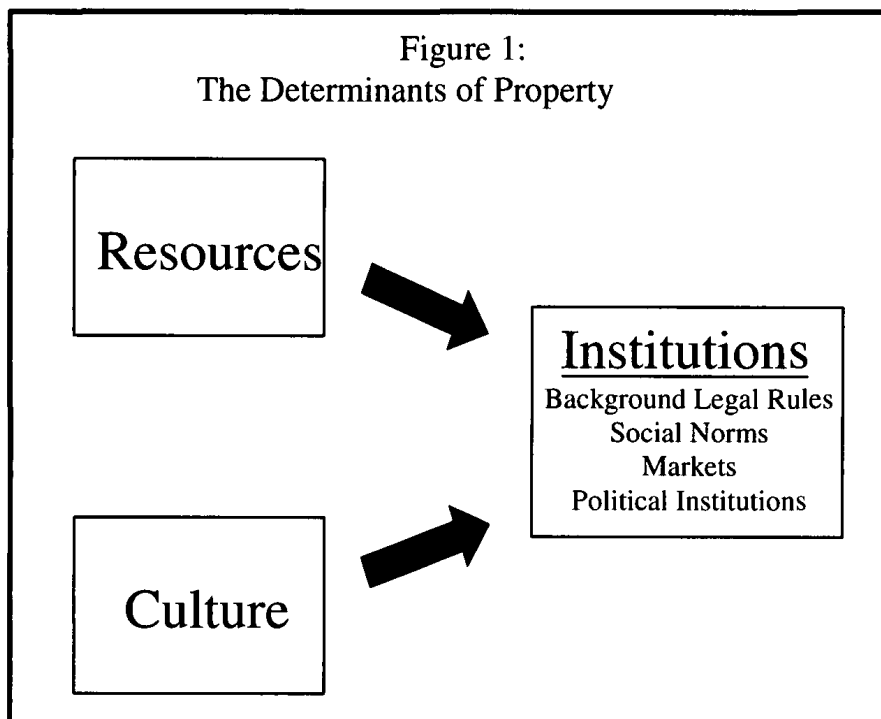 Figure 1:
The Determinants of Property
Resources
Institutions
Background Legal Rules
Social Norms
Markets
Political Institutions
Culture